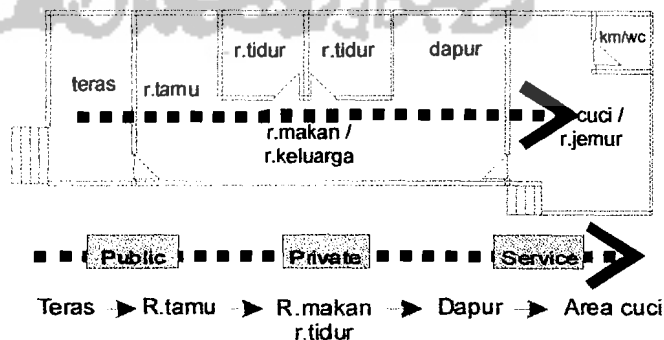 r.tidur r.tidur dapur km/wc
teras r.tamu
cuci /
r.jemur
r.makan /
r.keluarga
Public Private Service
Teras → R.tamu → R.makan → Dapur → Area cuci
r.tidur